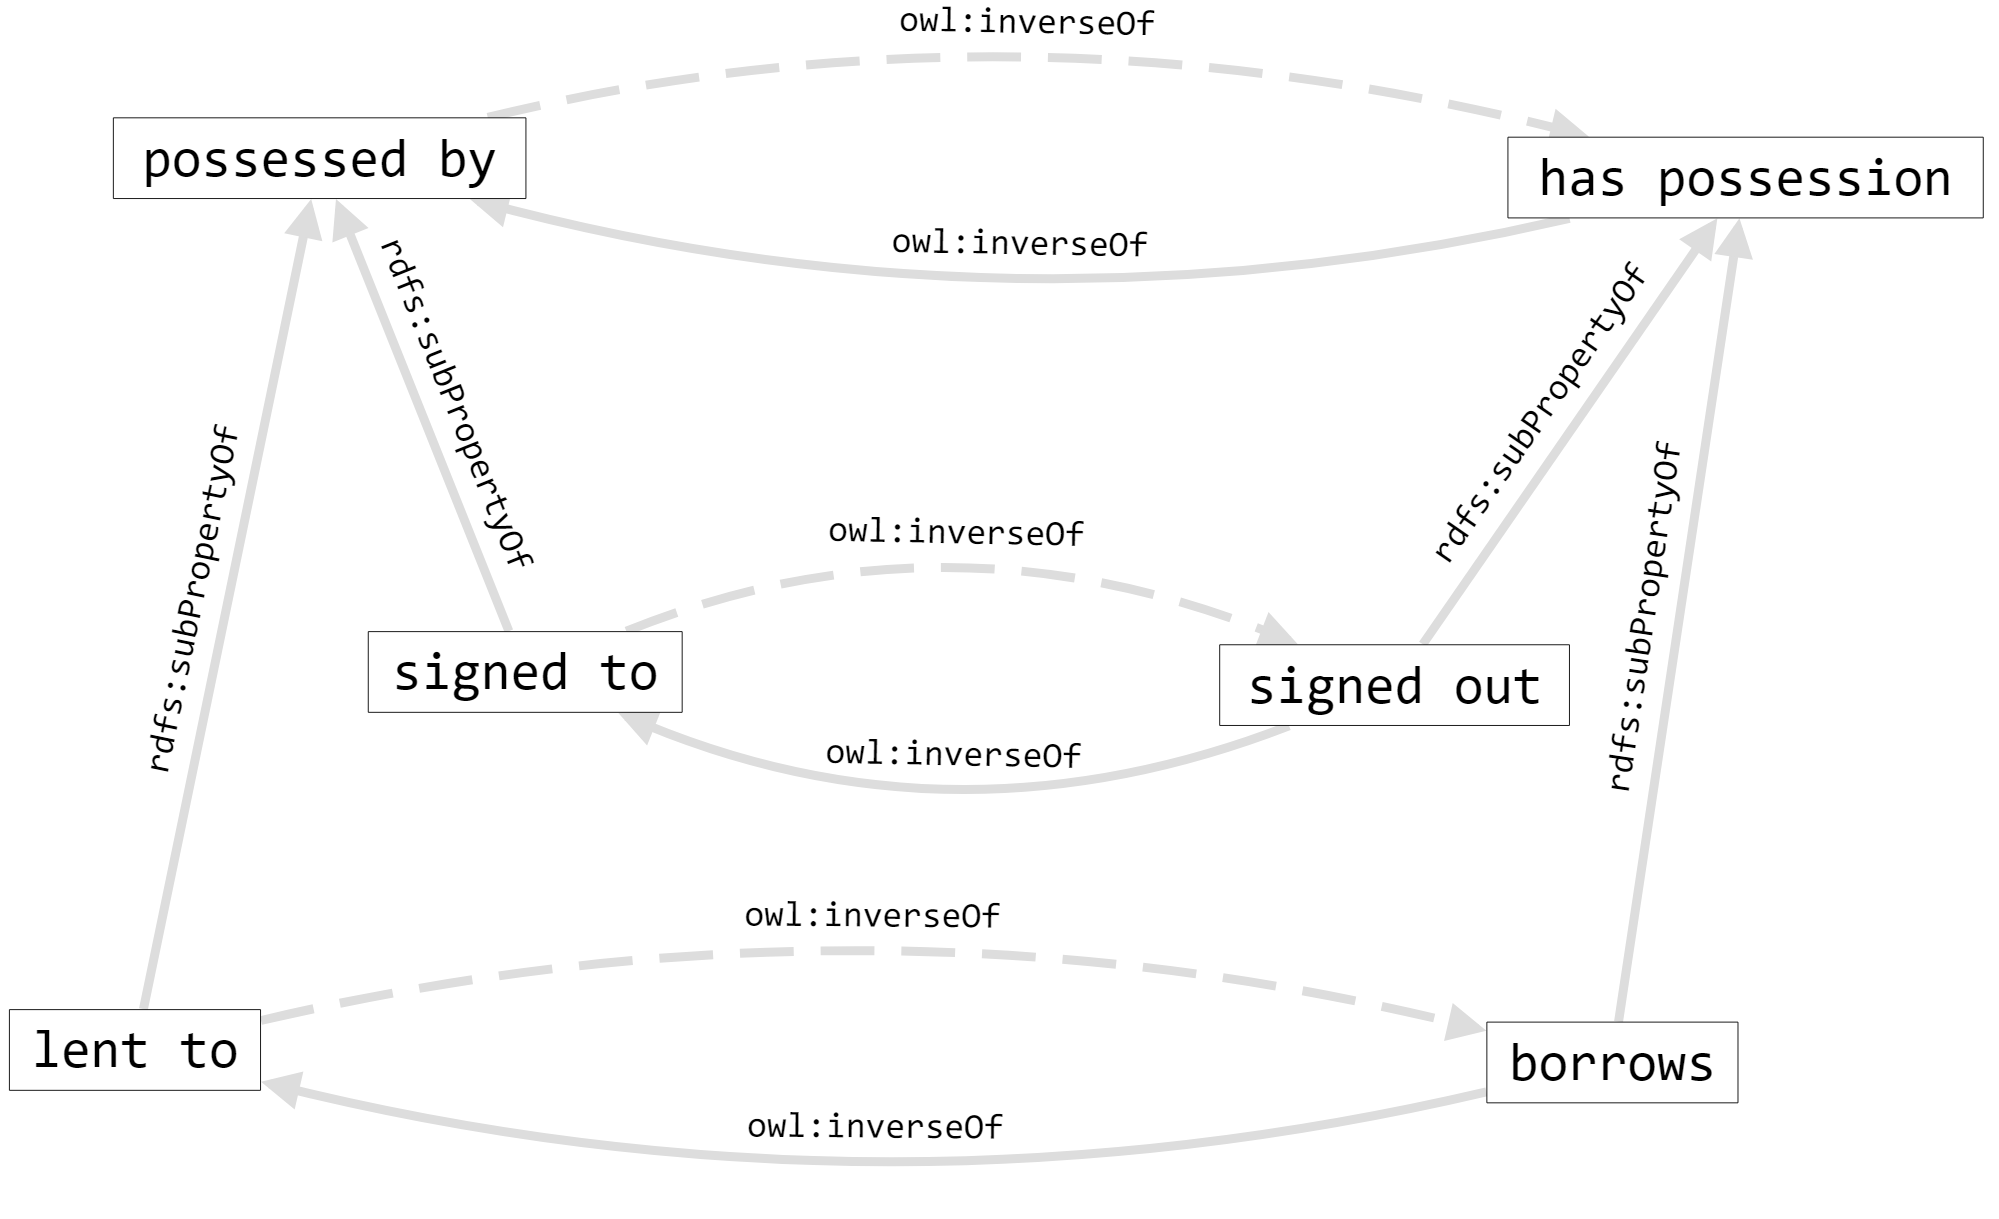 owl:inverseOf
possessed by
has possession
owl:inverseOf
rdfs:subPropertyOf
rdfs:subPropertyOf
rdfs:subPropertyOf
rdfs:subPropertyOf
owl:inverseOf
signed to
signed out
owl:inverseOf
owl:inverseOf
lent to
borrows
owl:inverseOf